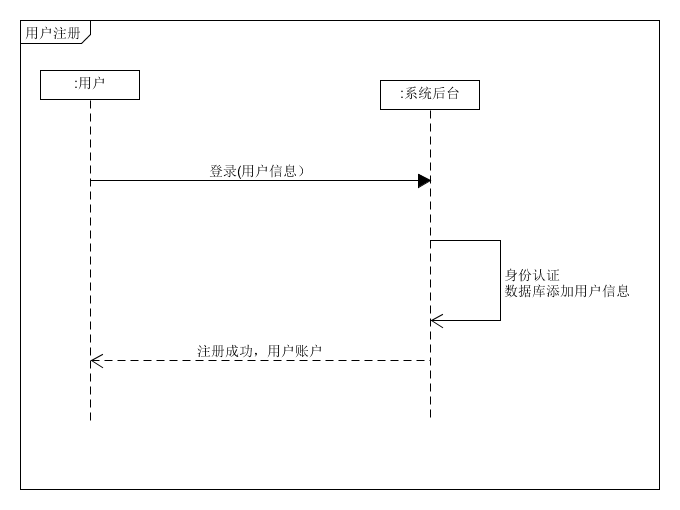 用户注册
:用户
:系统后台
登录(用户信息）
身份认证
数据库添加用户信息
注册成功，用户账户